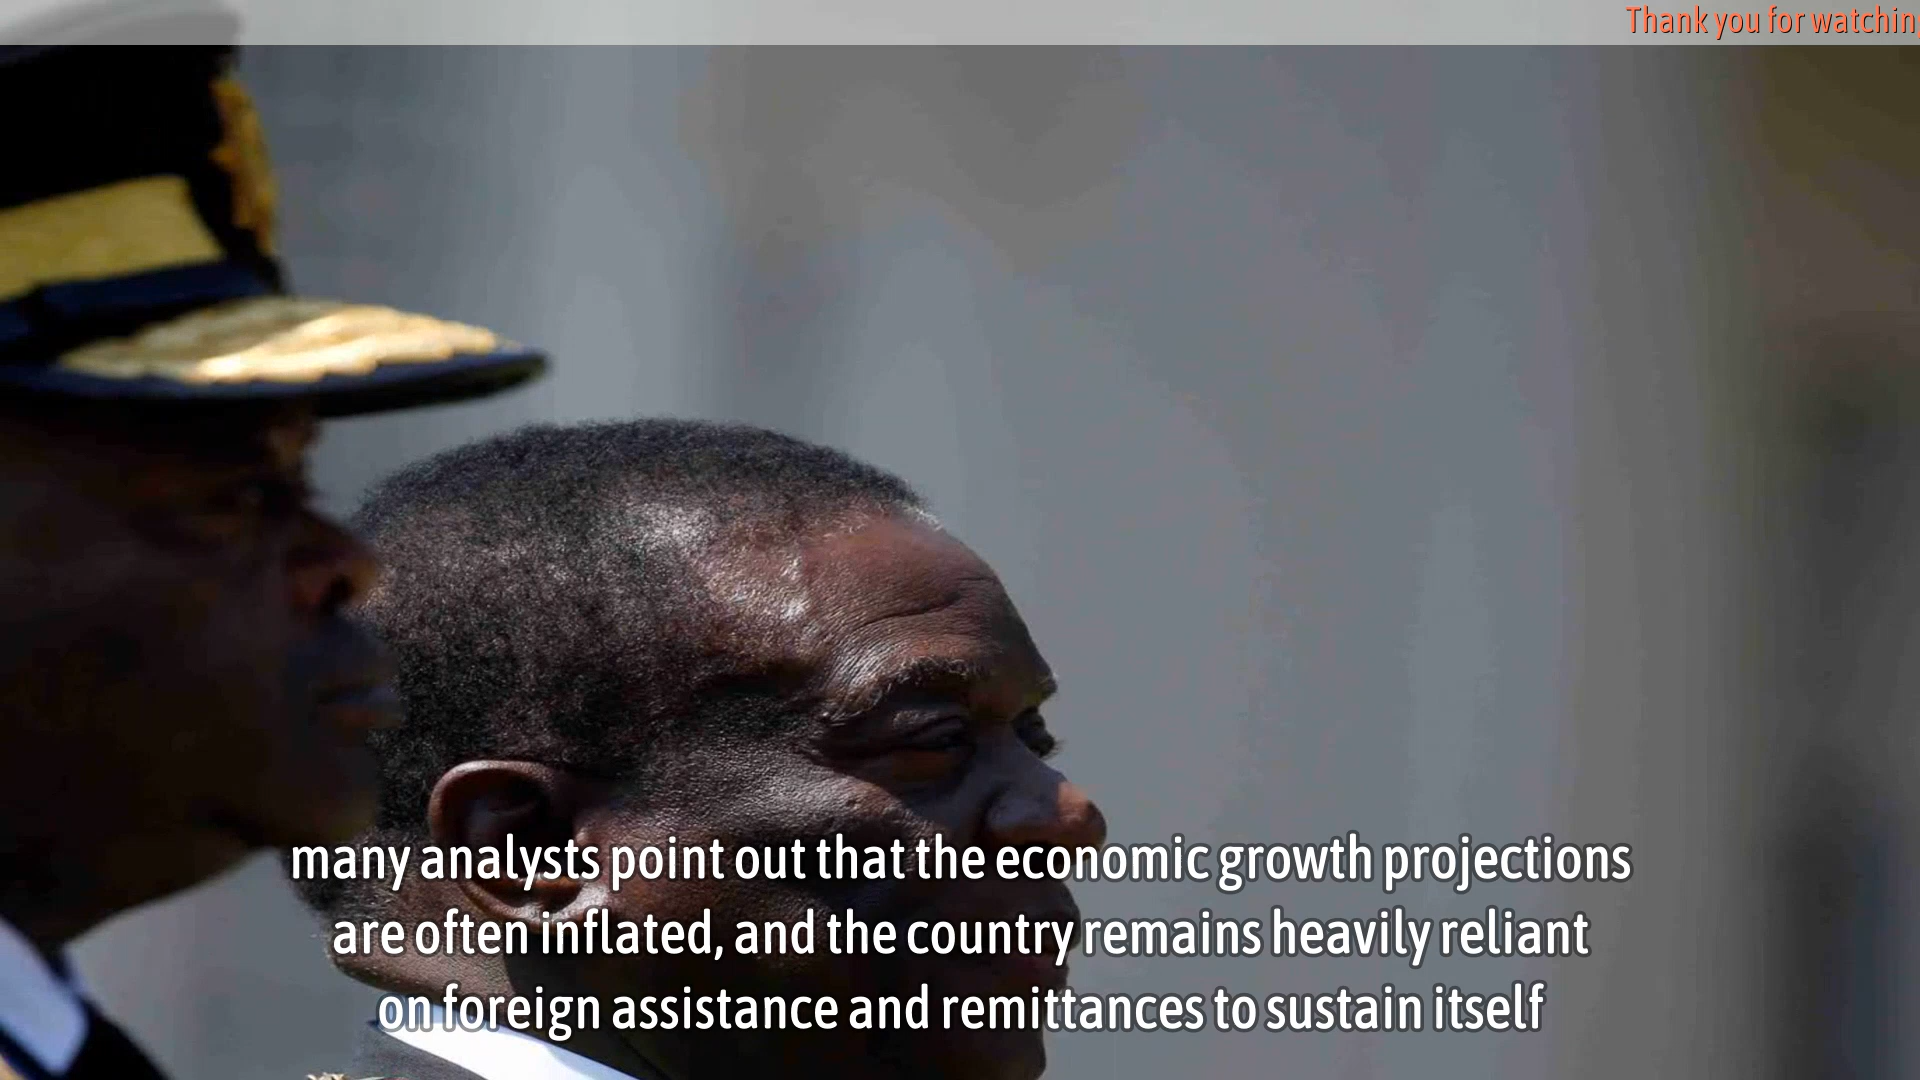 Thank you for watching
many analysts point out that the economic growth projections
are often inflated, and the country remains heavily reliant
on foreign assistance and remittances to sustain itself